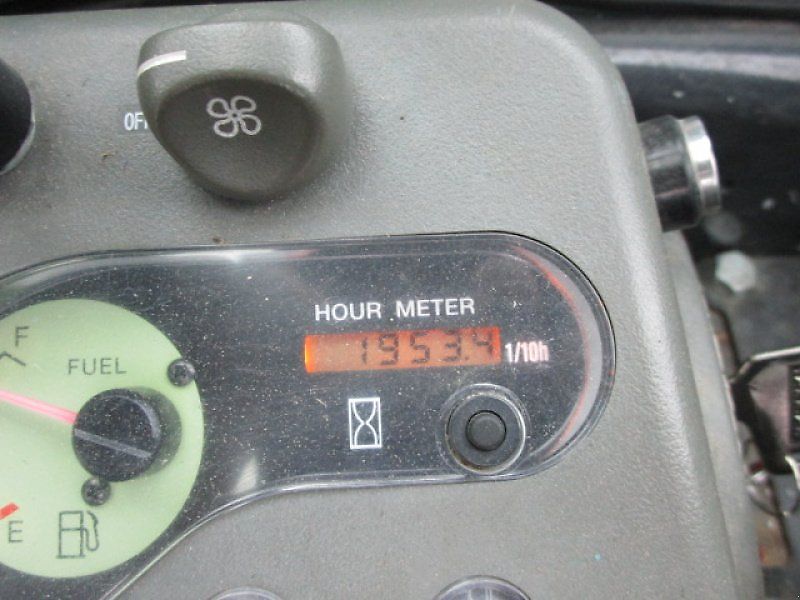 OFF
HOUR METER
1953.4 1/10h
F
FUEL
E